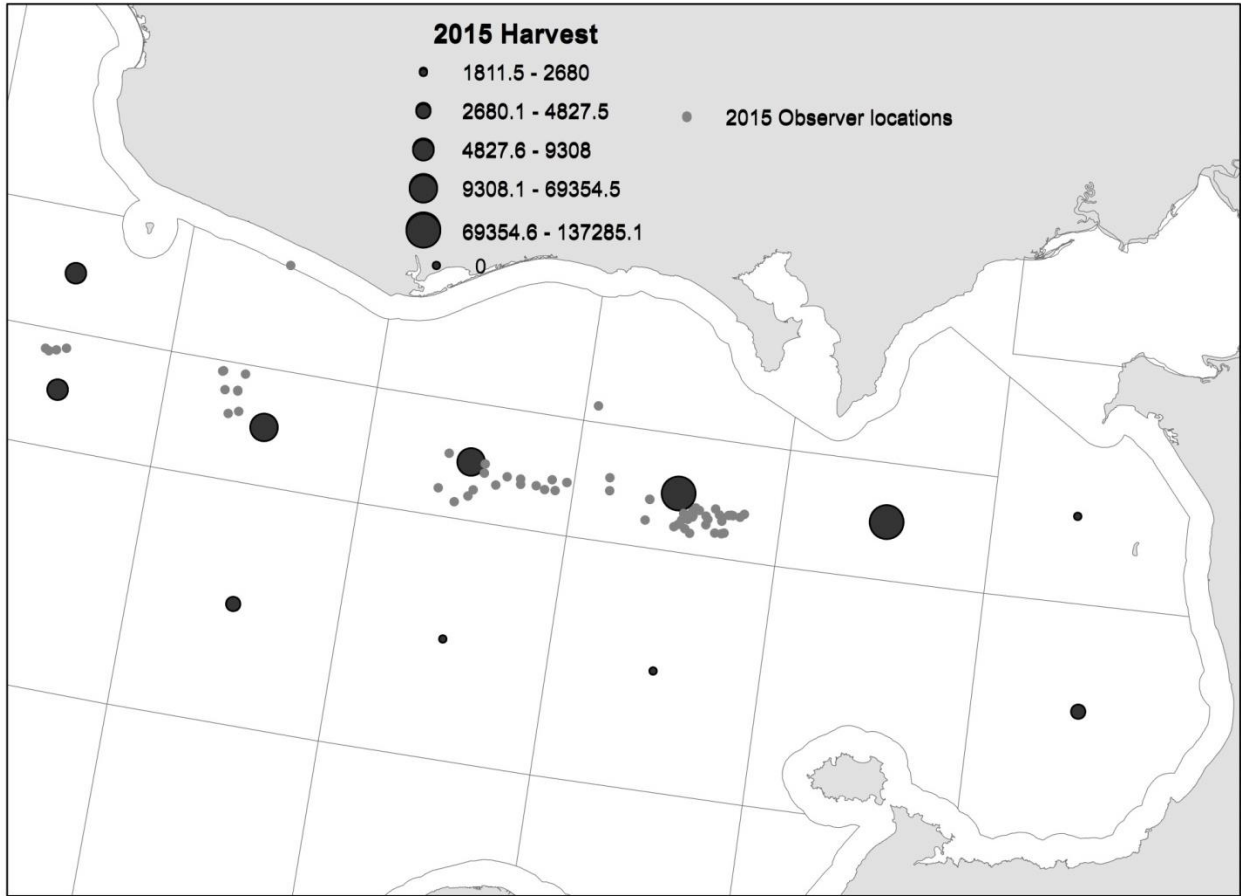 2015 Harvest
1811.5 - 2680
2680.1 - 4827.5
4827.6 - 9308
9308.1 - 69354.5
69354.6 - 137285.1
0
2015 Observer locations